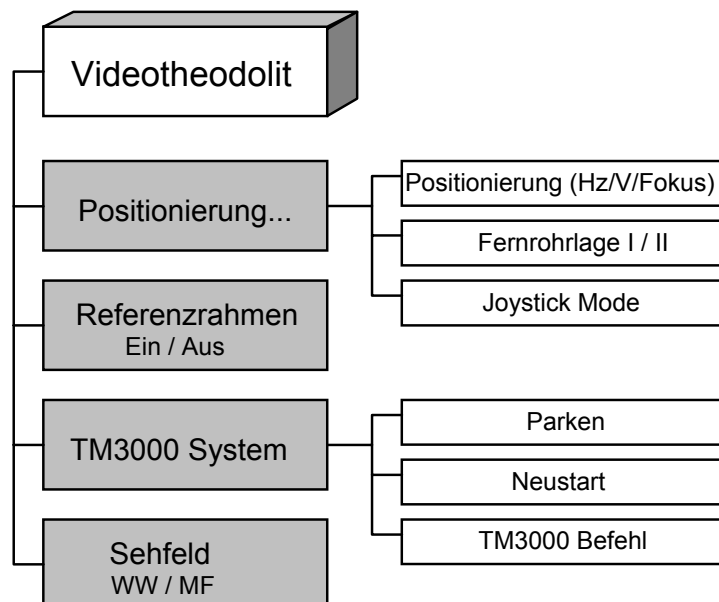 Videotheodolit
Positionierung...
Positionierung (Hz/V/Fokus)
Fernrohrlage I / II
Joystick Mode
Referenzrahmen
Ein / Aus
TM3000 System
Parken
Neustart
TM3000 Befehl
Sehfeld
WW / MF